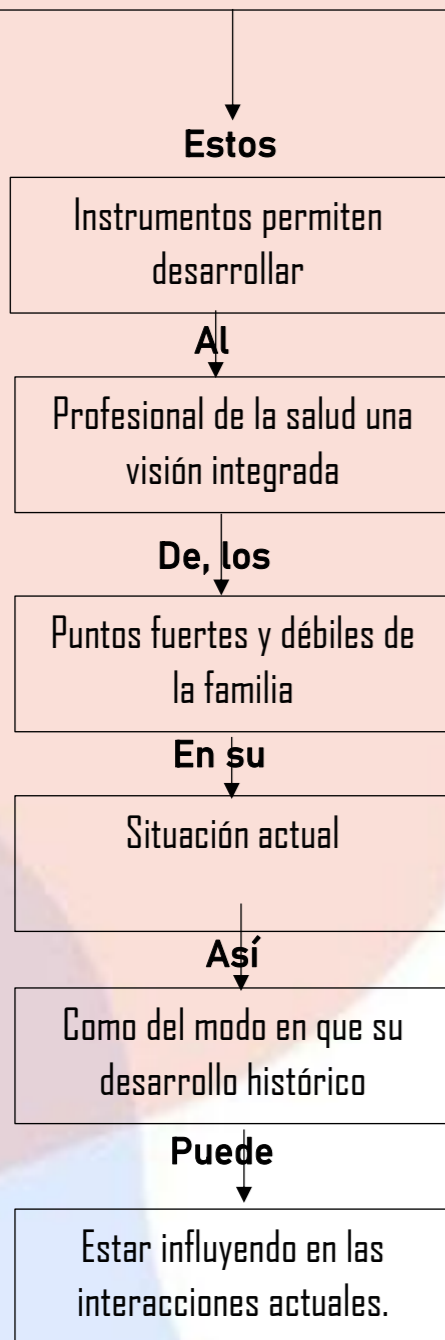 Estos
Instrumentos permiten
desarrollar
Al
Profesional de la salud una
visión integrada
De, los
Puntos fuertes y débiles de
la familia
En su
Situación actual
Así
Como del modo en que su
desarrollo histórico
Puede
Estar influyendo en las
interacciones actuales.